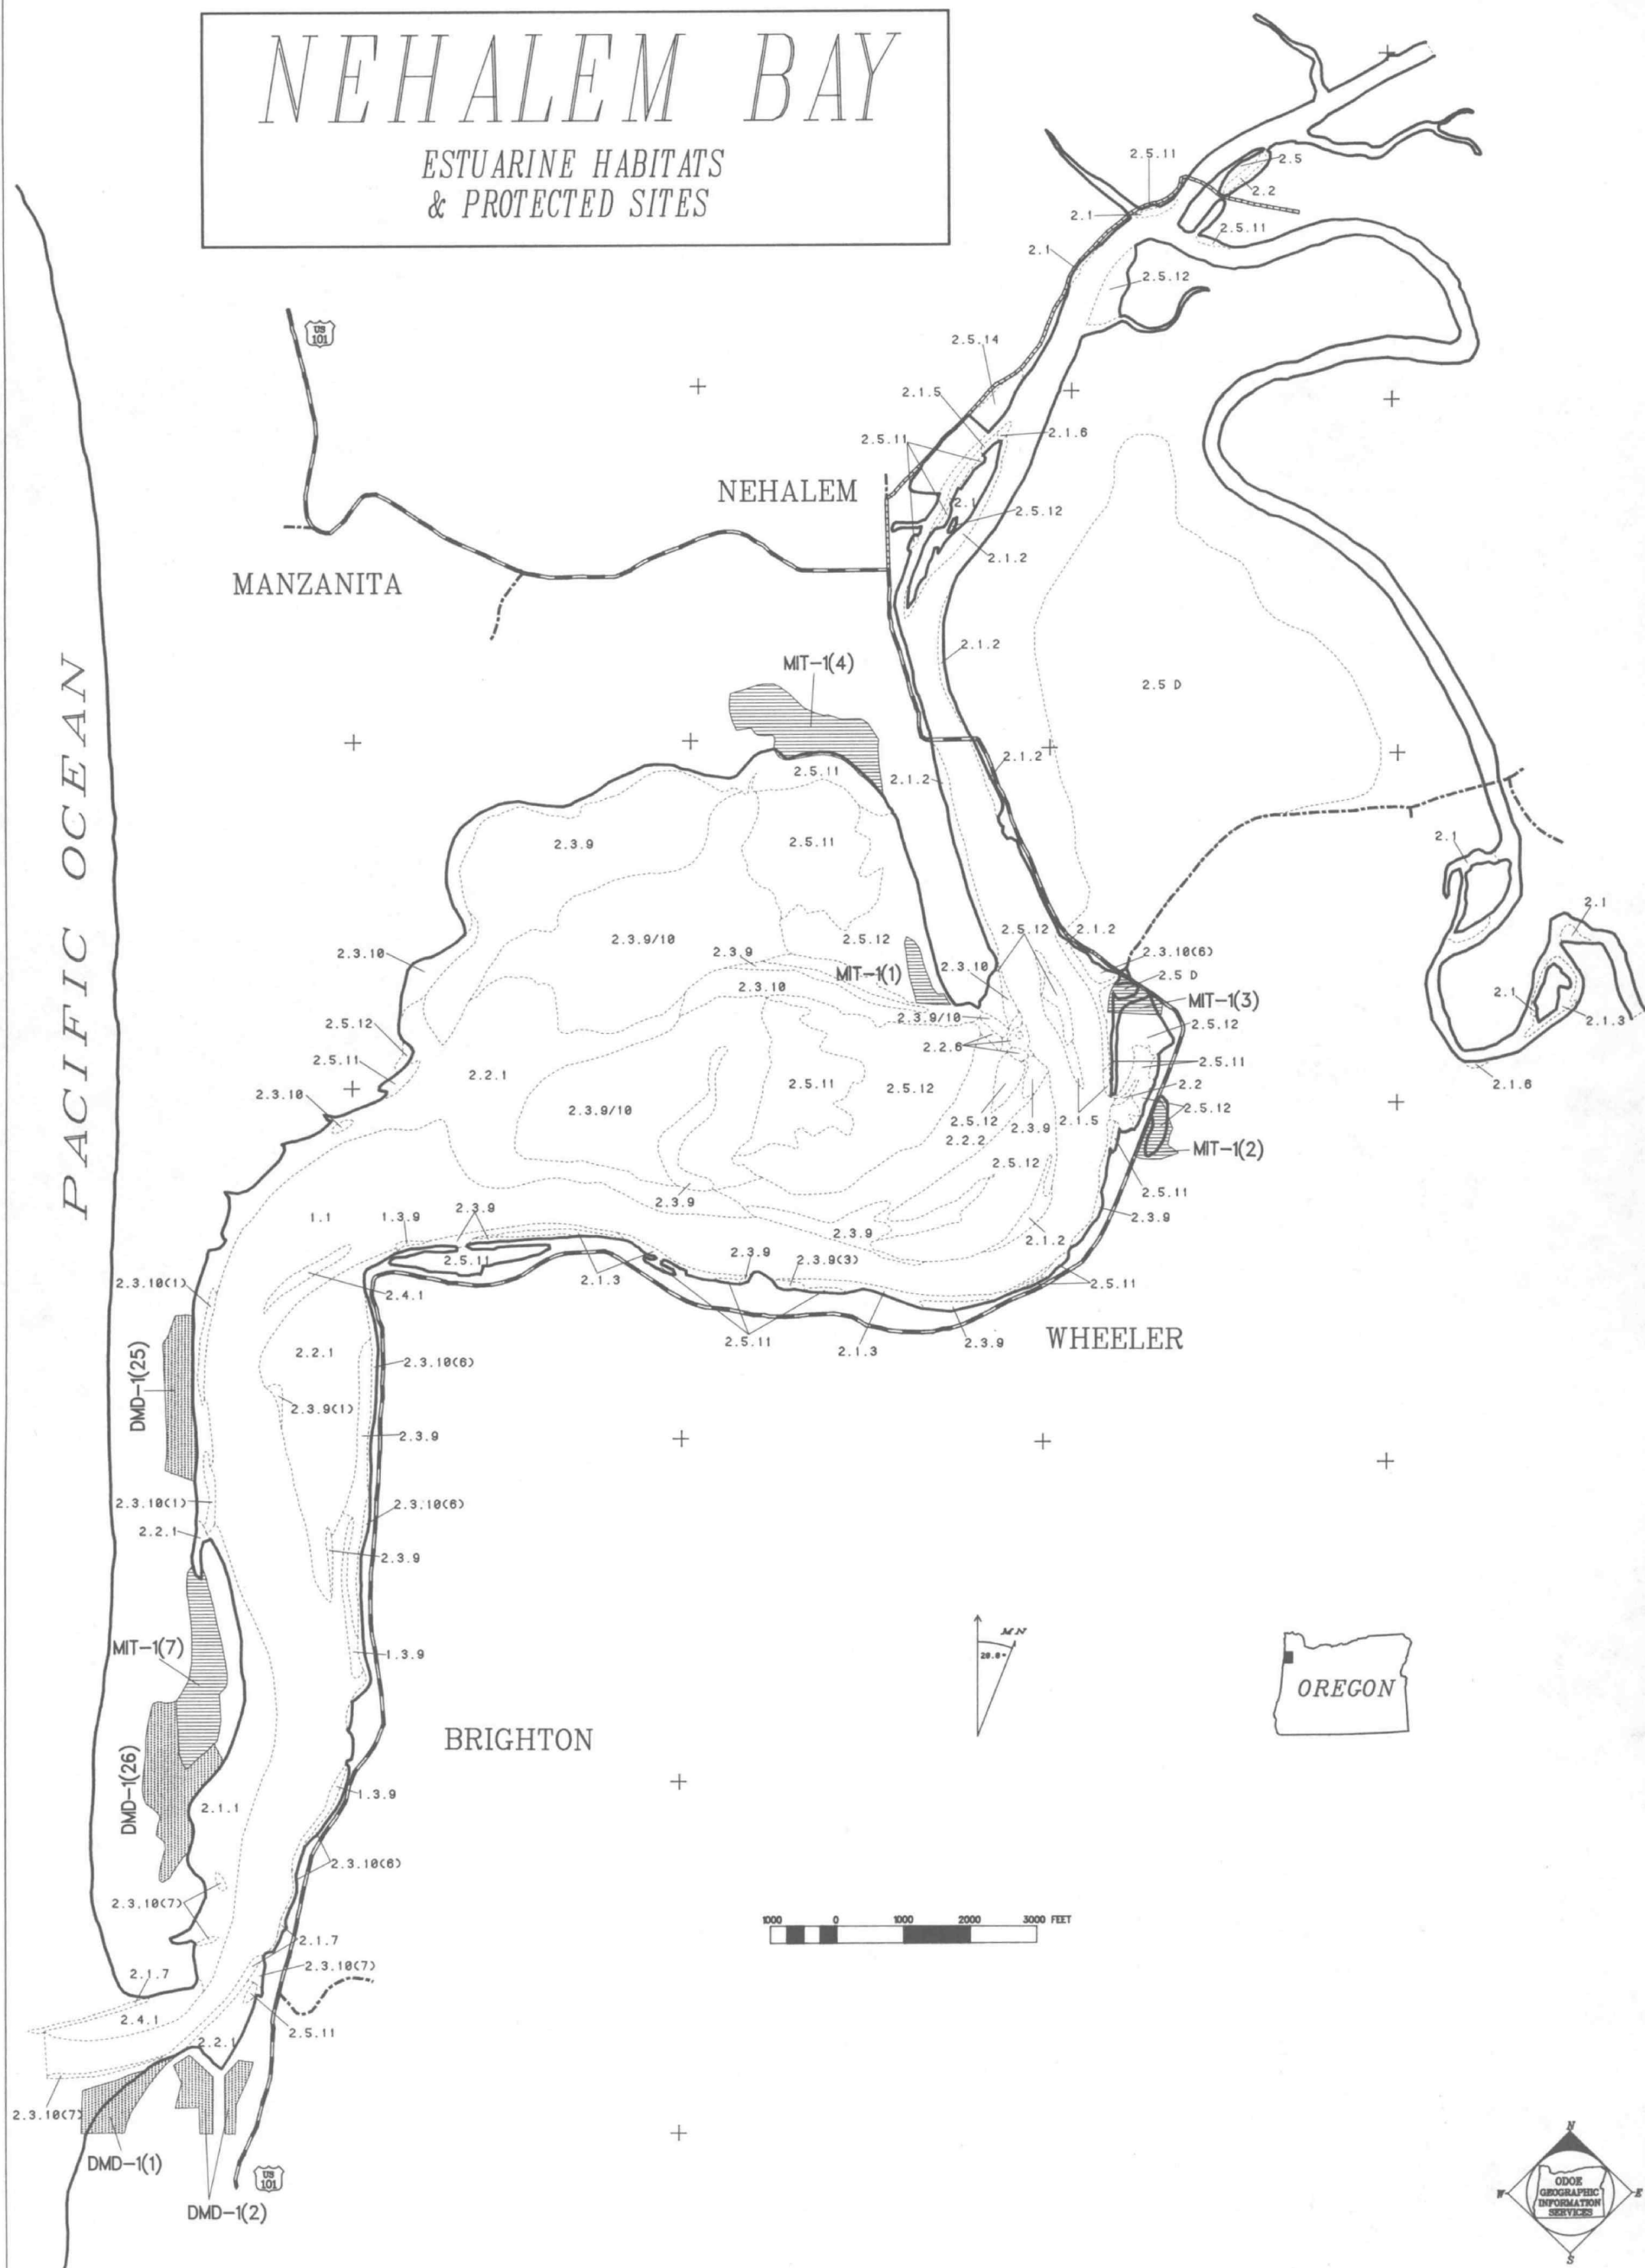 NEHALEM BAY
ESTUARINE HABITATS
& PROTECTED SITES
2.5.11
2.5
2.2
2.1
2.5.11
2.1
2.5.12
US
101
2.5.14
2.1.5
2.1.6
2.5.11
NEHALEM
2.1
2.5.12
2.1.2
MANZANITA
2.1.2
MIT-1(4)
2.5 D
PACIFIC OCEAN
2.1.2
2.5.11
2.1.2
2.3.9
2.5.11
2.1
2.1
2.5.12
2.1.2
2.3.9/10
2.5.12
2.3.10
2.3.9
2.3.10(6)
MIT-1(1)
2.3.10
2.5 D
2.3.10
2.1
MIT-1(3)
2.3.9/10
2.1.3
2.5.12
2.5.12
2.2.6
2.5.11
2.5.11
2.2.1
2.5.11
2.5.12
2.2
2.1.6
2.3.10
2.3.9/10
2.5.12
2.5.12
2.3.9
2.1.5
2.2.2
MIT-1(2)
2.5.12
2.5.11
2.3.9
2.3.9
2.3.9
1.1
1.3.9
2.3.9
2.1.2
2.5.11
2.3.9
2.3.9(3)
2.3.10(1)
2.1.3
2.5.11
2.4.1
2.5.11
2.1.3
2.3.9
WHEELER
2.2.1
2.3.10(6)
DMD-1(25)
2.3.9(1)
2.3.9
2.3.10(1)
2.3.10(6)
2.2.1
2.3.9
MIT-1(7)
1.3.9
MN
20.0°
OREGON
BRIGHTON
DMD-1(26)
1.3.9
2.1.1
2.3.10(6)
2.3.10(7)
1000 0 1000 2000 3000 FEET
2.1.7
2.3.10(7)
2.1.7
2.4.1
2.5.11
2.2.1
2.3.10(7)
DMD-1(1)
US
101
DMD-1(2)
N
W
E
S
ODOE
GEOGRAPHIC
INFORMATION
SERVICES